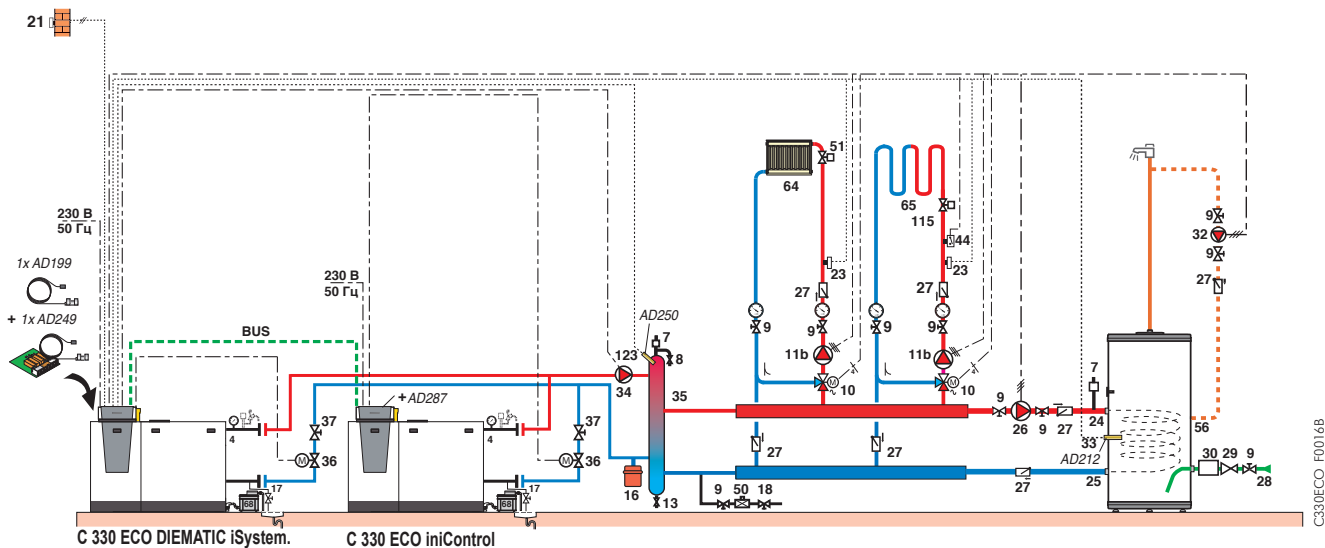 21
230 В
50 Гц
1x AD199
+ 1x AD249
BUS
230 В
50 Гц
+ AD287
4
37
36
M
17
68
4
37
36
M
17
68
C 330 ECO DIEMATIC iSystem.
C 330 ECO iniControl
AD250
7
8
123
34
35
16
13
9
50
18
64
51
23
27
9
9
11b
10
M
27
65
115
44
23
27
9
9
11b
10
M
27
9
26
9
27
24
7
33
AD212
25
27
56
9
32
9
27
30
29
9
28
C330ECO_F0016B